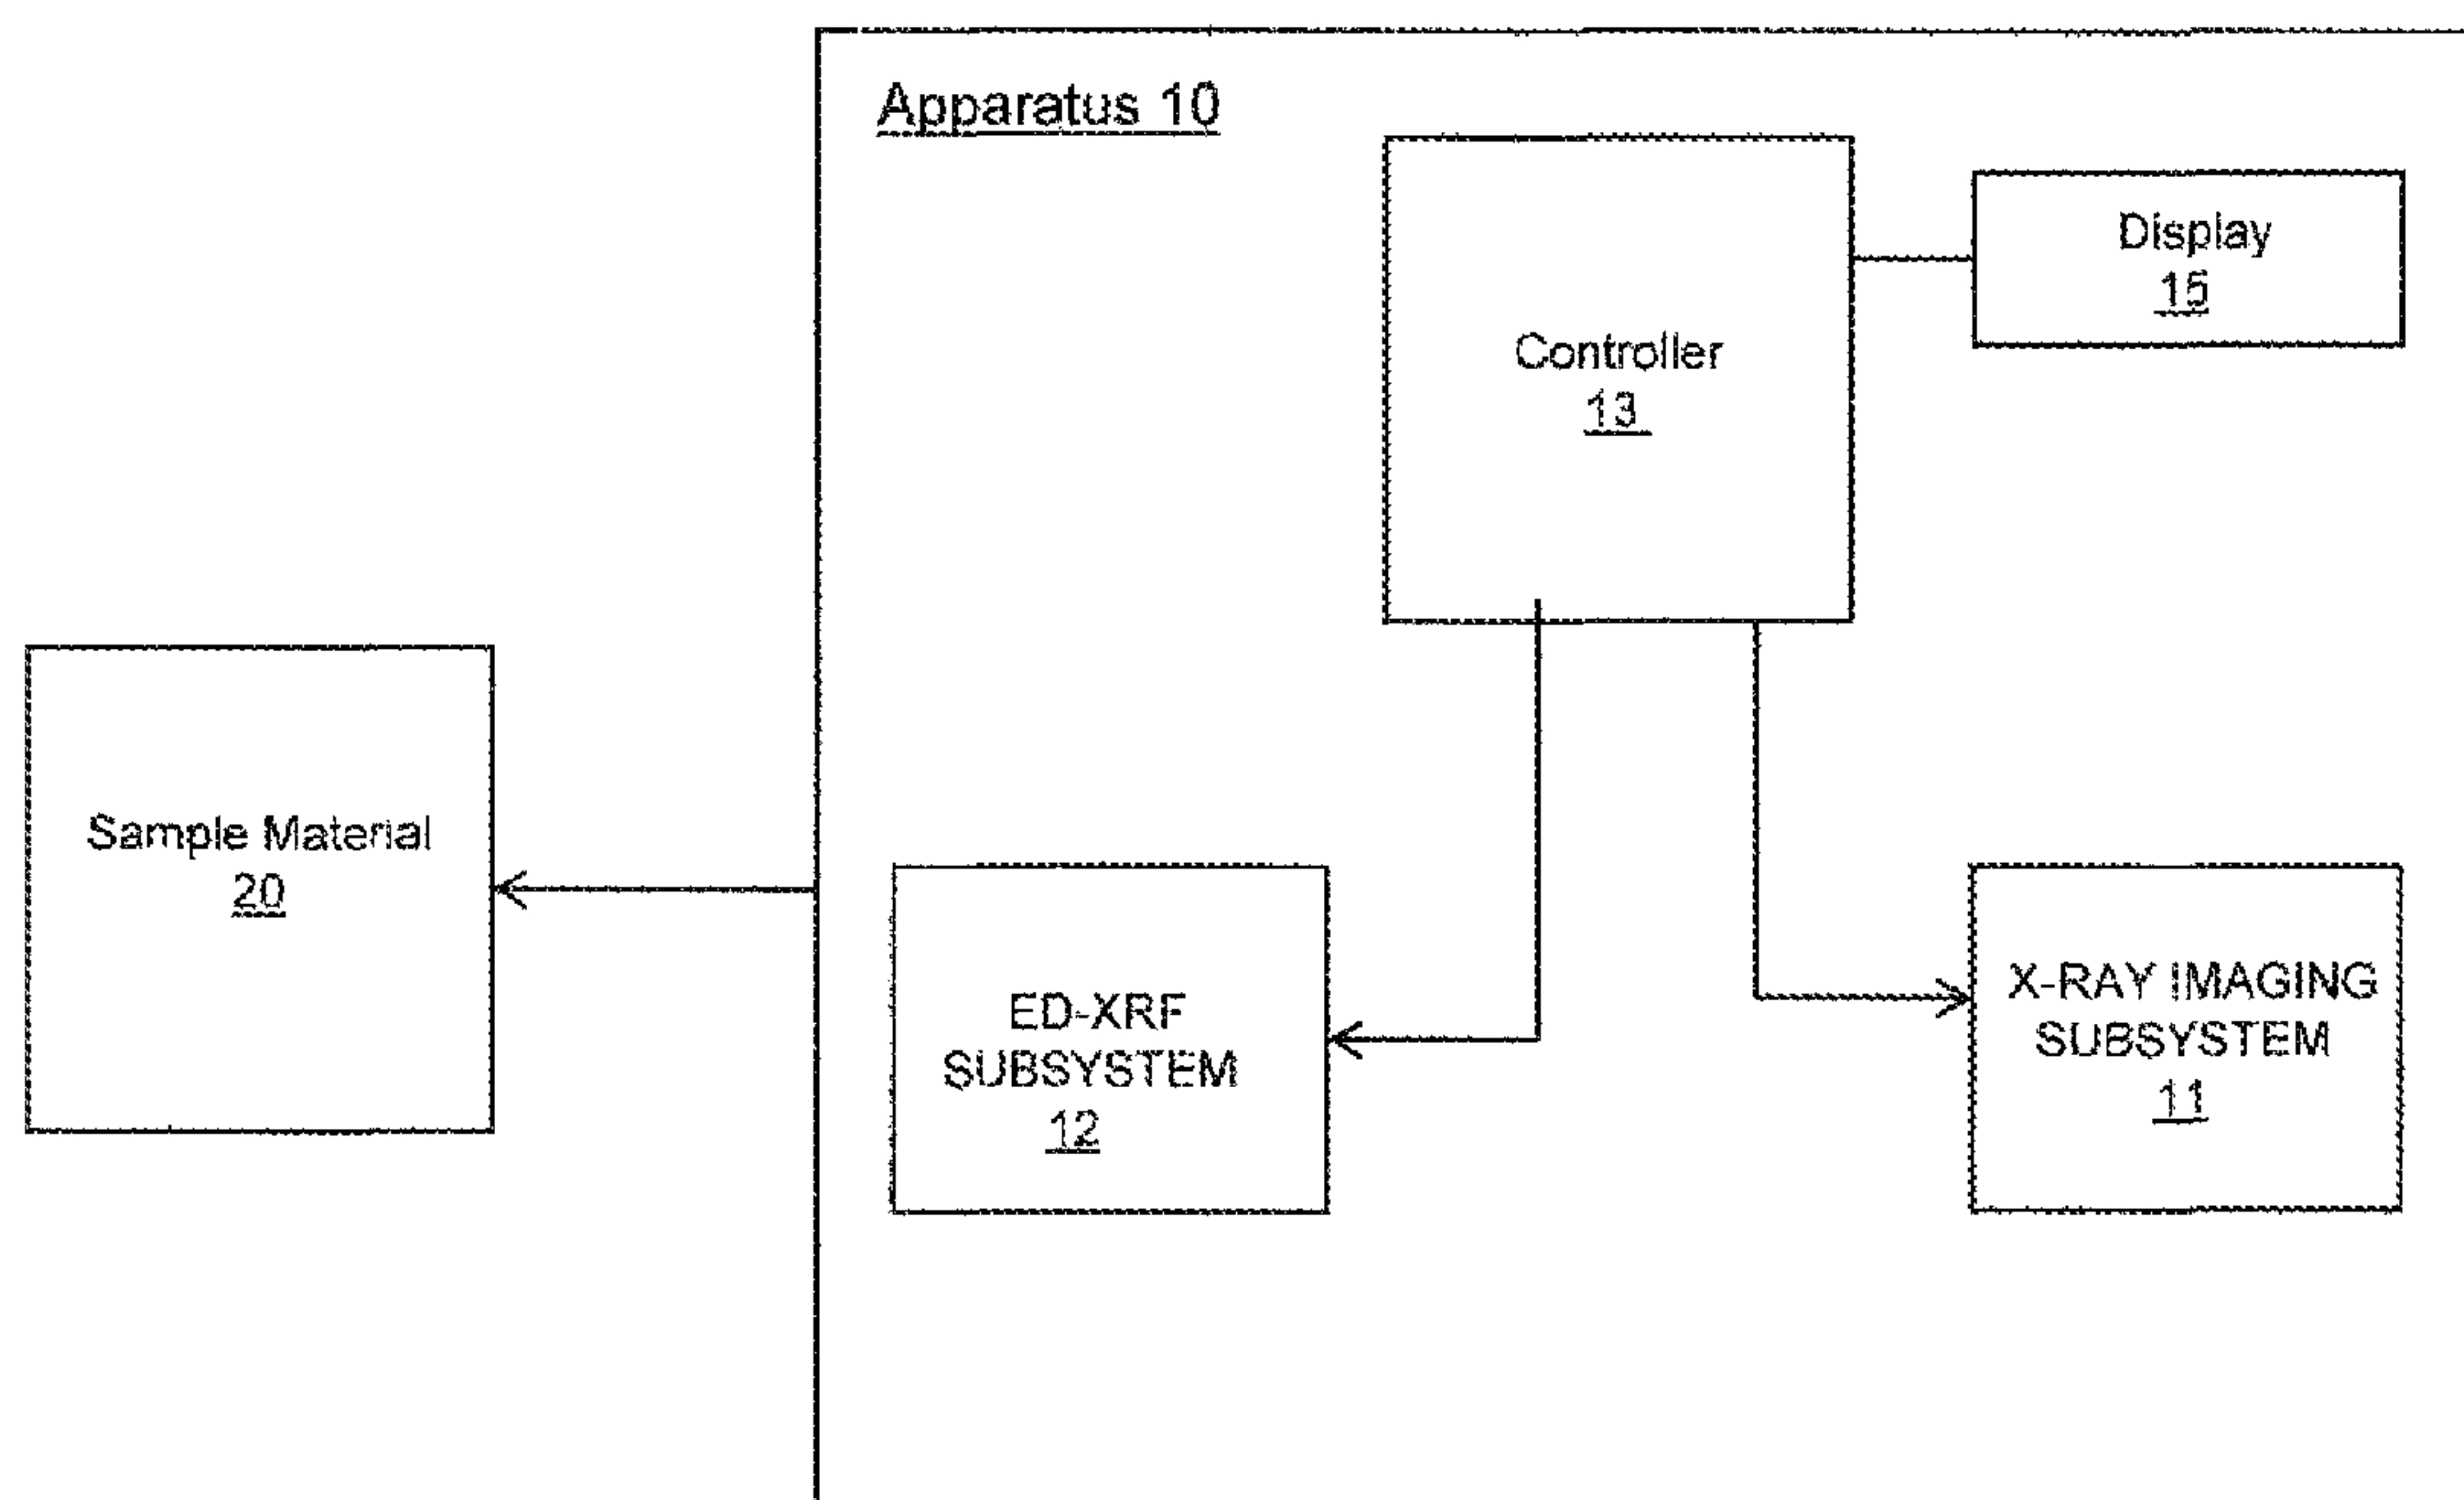 Apparatus 10
Display
15
Controller
13
Sample Material
20
ED-XRF
SUBSYSTEM
12
X-RAY IMAGING
SUBSYSTEM
11